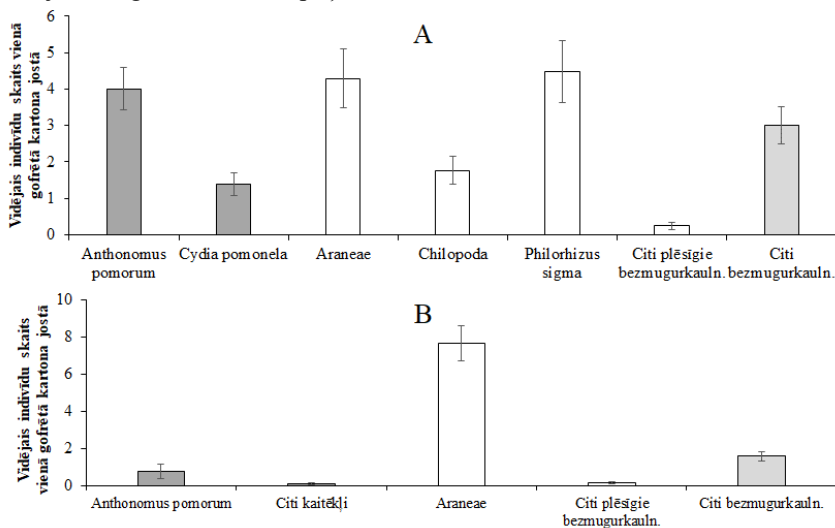 A
Vidējais indivīdu skaits vienā
gofrētā kartona jostā
6
5
4
3
2
1
0
Anthonomus
pomorum
Cydia pomonela
Araneae
Chilopoda
Philorhizus
sigma
Citi plēsīgie
bezmugurkauln.
Citi
bezmugurkauln.
B
Vidējais indivīdu skaits
vienā gofrētā kartona jostā
10
8
6
4
2
0
Anthonomus pomorum
Citi kaitēkļi
Araneae
Citi plēsīgie
bezmugurkauln.
Citi bezmugurkauln.